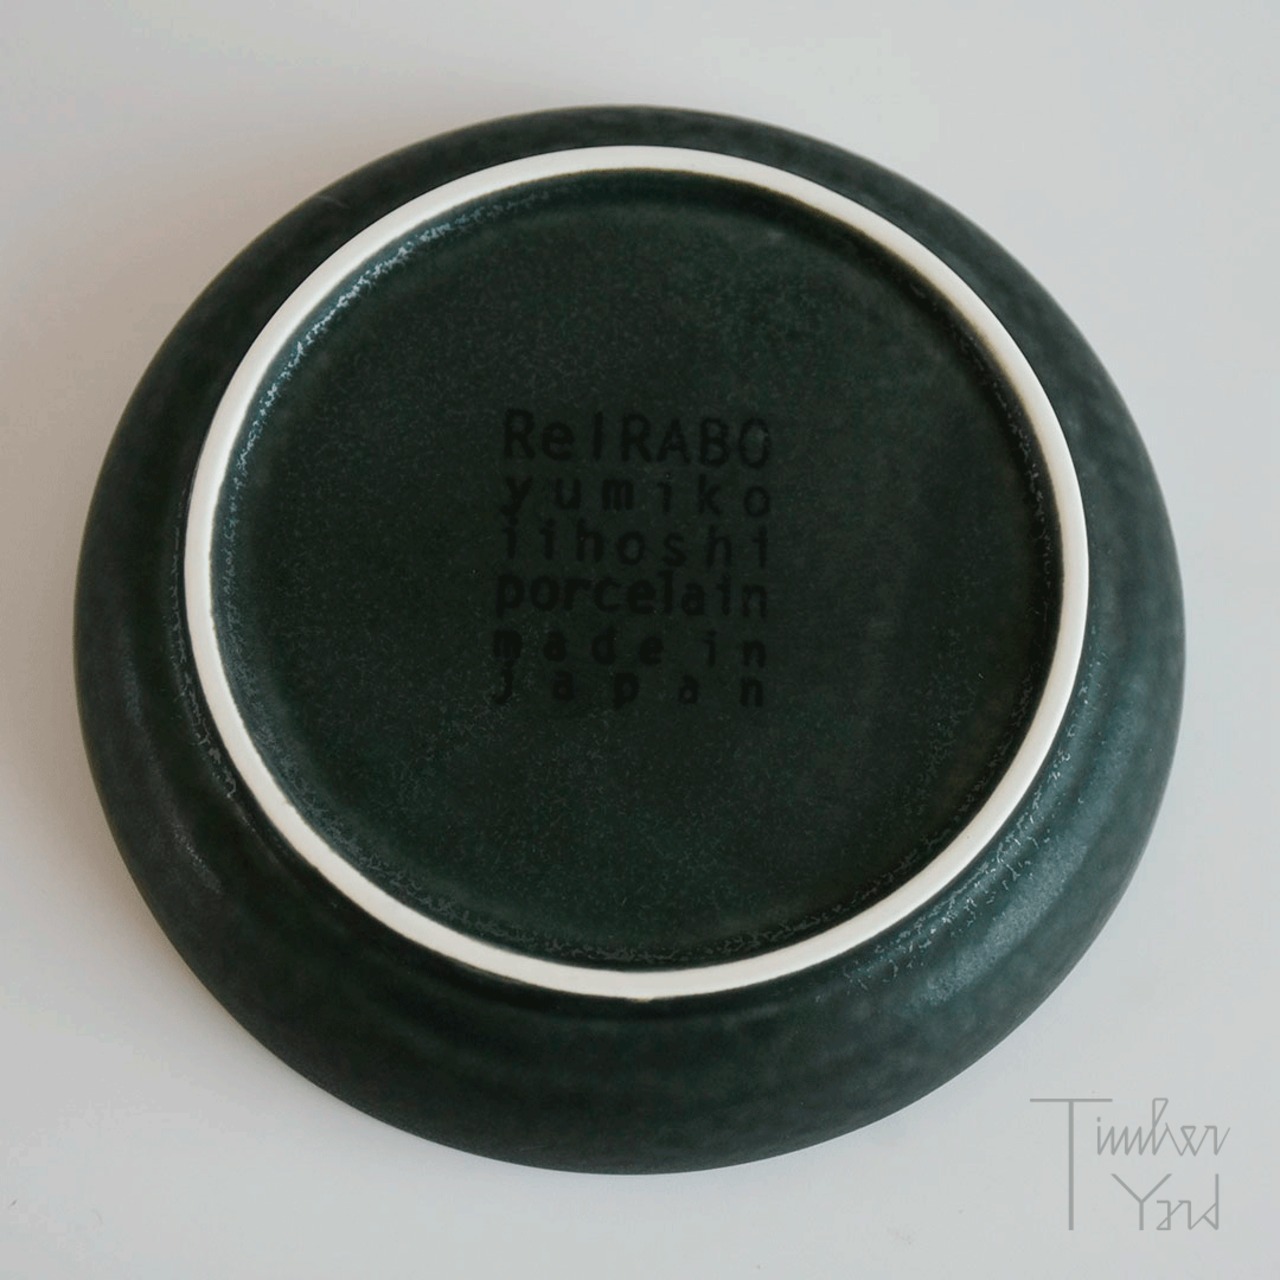 ReIRABO
yumiko
iihoshi
porcelain
made in
japan
Timber
Yard